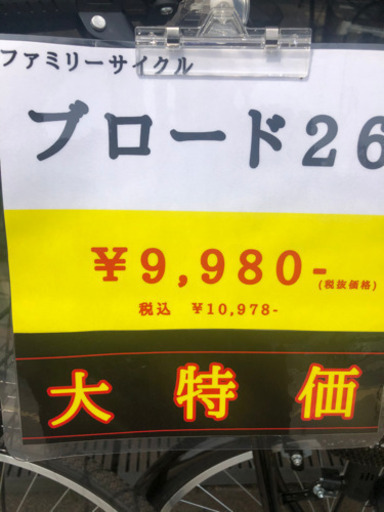 ファミリーサイクル
ブロード26
¥9,980-
(税抜価格)
税込 ¥10,978-
大特価